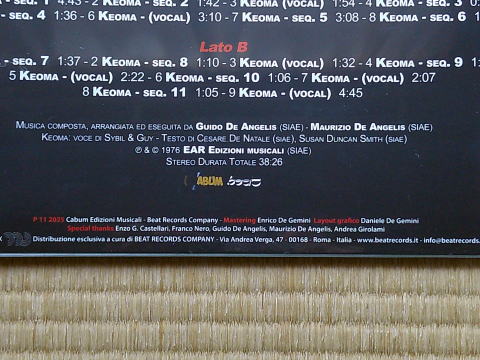 SEQ. 1 4:43 - 2 KEOMA - SEQ. 2 1:42 - 3 KEOMA (VOCAL) 3:24 - 4 KEOMA - SEQ. 3
- SEQ. 4 1:36 - 6 KEOMA - (VOCAL) 3:10 - 7 KEOMA - SEQ. 5 3:08 - 8 KEOMA - SEQ. 6
Lato B
- SEQ. 7 1:37 - 2 KEOMA - SEQ. 8 1:10 - 3 KEOMA (VOCAL) 1:32 - 4 KEOMA - SEQ. 9 1
5 KEOMA - (VOCAL) 2:22 - 6 KEOMA - SEQ. 10 1:06 - 7 KEOMA - (VOCAL) 2:07
8 KEOMA - SEQ. 11 1:05 - 9 KEOMA - (VOCAL) 4:45
MUSICA COMPOSTA, ARRANGIATA ED ESEGUITA DA GUIDO DE ANGELIS (SIAE) - MAURIZIO DE ANGELIS (SIAE)
KEOMA: VOCE DI SYBIL & GUY - TESTO DI CESARE DE NATALE (SIAE), SUSAN DUNCAN SMITH (SIAE)
℗ & © 1976 EAR EDIZIONI MUSICALI (SIAE)
STEREO DURATA TOTALE 38:26
CABUM beat
P 11 2025 Cabum Edizioni Musicali - Beat Records Company - Mastering Enrico De Gemini Layout grafico Daniele De Gemini
Special thanks Enzo G. Castellari, Franco Nero, Guido De Angelis, Maurizio De Angelis, Andrea Girolami
Distribuzione esclusiva a cura di BEAT RECORDS COMPANY - Via Andrea Verga, 47 - 00168 - Roma - Italia - www.beatrecords.it - info@beatrecords.